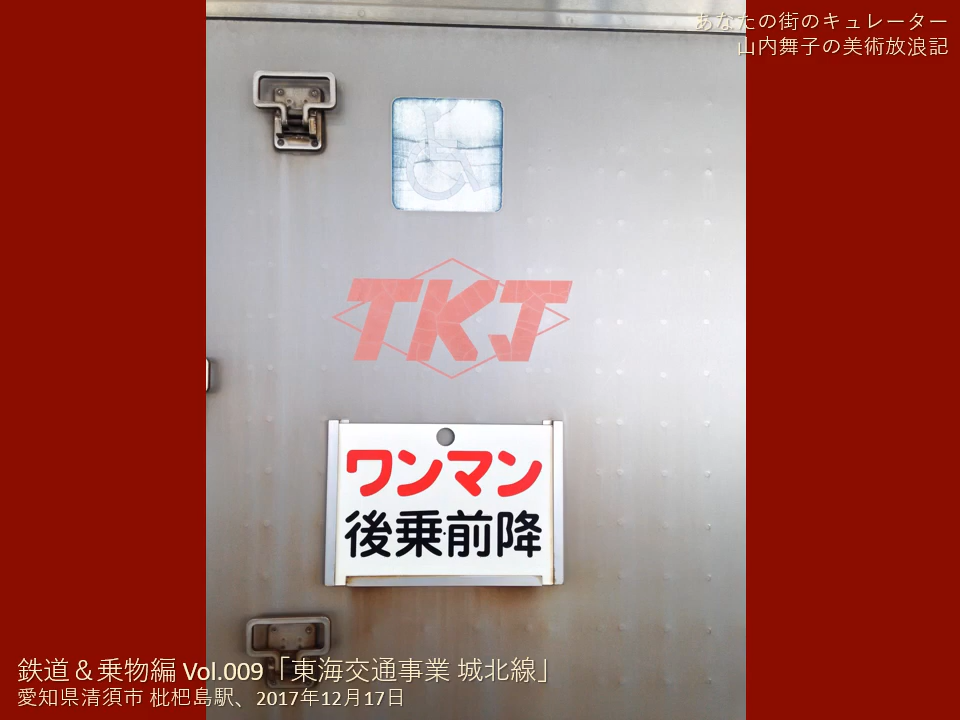 あなたの街のキュレーター
山内舞子の美術放浪記
TKJ
ワンマン
後乗前降
鉄道＆乗物編 Vol.009「東海交通事業 城北線」
愛知県清須市 枇杷島駅、2017年12月17日